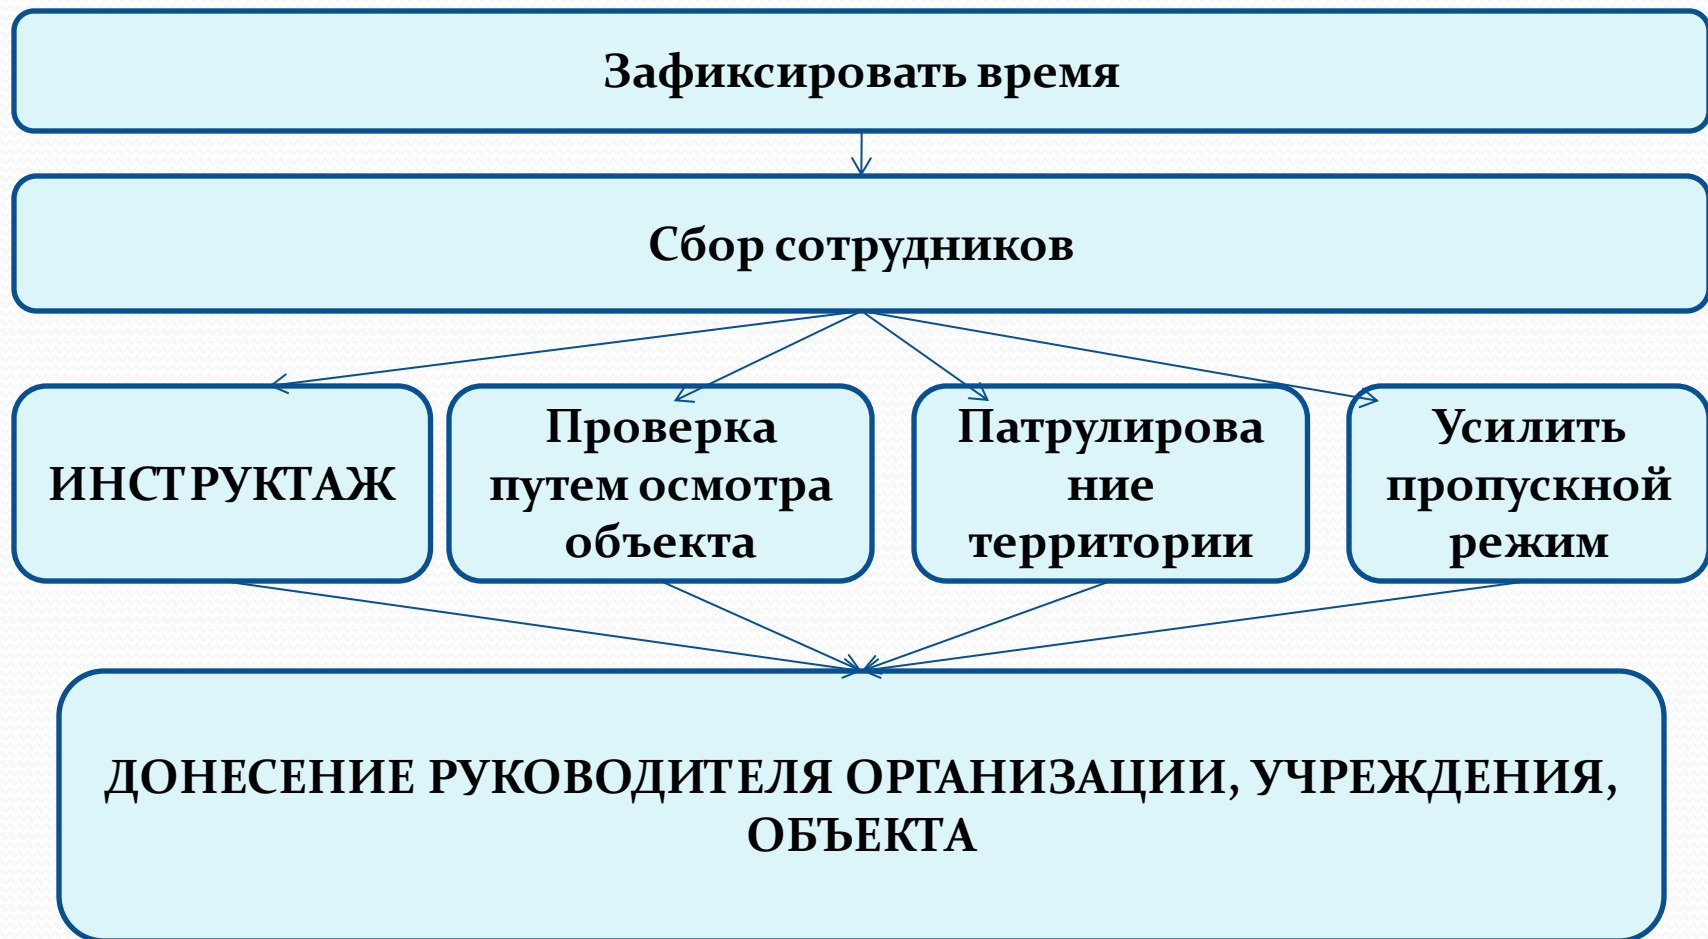 Зафиксировать время
Сбор сотрудников
ИНСТРУКТАЖ
Проверка
путем осмотра
объекта
Патрулирова
ние
территории
Усилить
пропускной
режим
ДОНЕСЕНИЕ РУКОВОДИТЕЛЯ ОРГАНИЗАЦИИ, УЧРЕЖДЕНИЯ,
ОБЪЕКТА